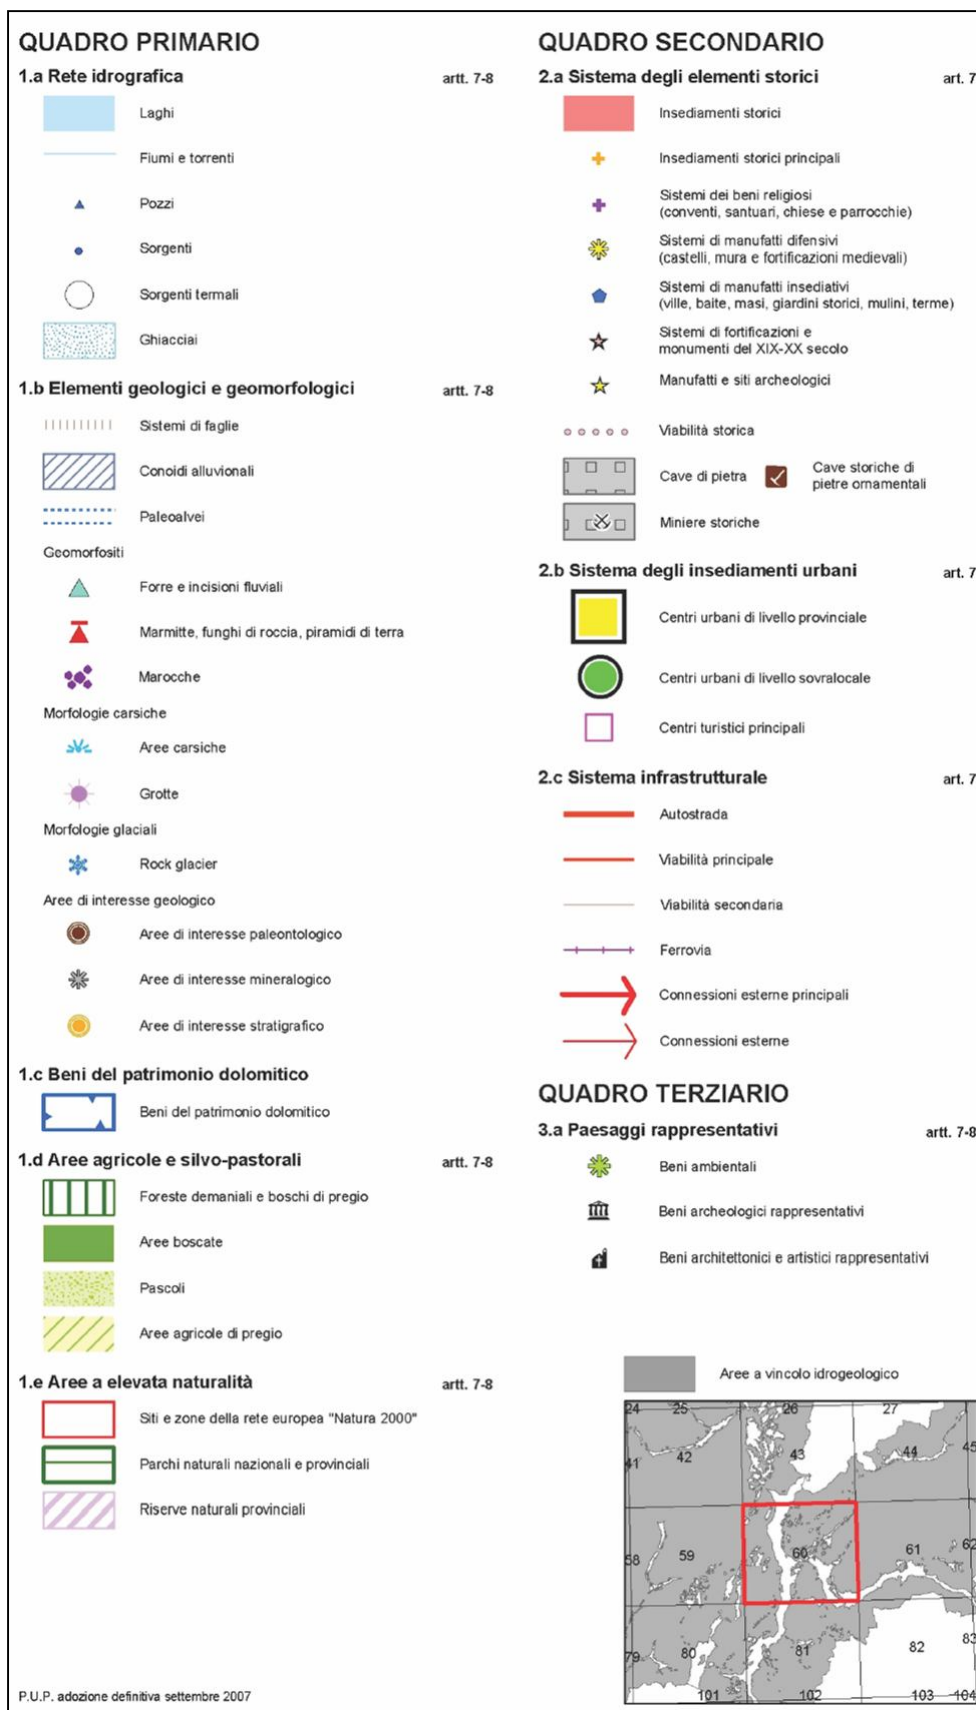 QUADRO PRIMARIO
1.a Rete idrografica artt. 7-8
Laghi
Fiumi e torrenti
Pozzi
Sorgenti
Sorgenti termali
Ghiacciai
1.b Elementi geologici e geomorfologici artt. 7-8
Sistemi di faglie
Conoidi alluvionali
Paleoalvei
Geomorfositi
Forre e incisioni fluviali
Marmitte, funghi di roccia, piramidi di terra
Marocche
Morfologie carsiche
Aree carsiche
Grotte
Morfologie glaciali
Rock glacier
Aree di interesse geologico
Aree di interesse paleontologico
Aree di interesse mineralogico
Aree di interesse stratigrafico
1.c Beni del patrimonio dolomitico
Beni del patrimonio dolomitico
1.d Aree agricole e silvo-pastorali artt. 7-8
Foreste demaniali e boschi di pregio
Aree boscate
Pascoli
Aree agricole di pregio
1.e Aree a elevata naturalità artt. 7-8
Siti e zone della rete europea "Natura 2000"
Parchi naturali nazionali e provinciali
Riserve naturali provinciali
P.U.P. adozione definitiva settembre 2007
QUADRO SECONDARIO
2.a Sistema degli elementi storici art. 7
Insediamenti storici
Insediamenti storici principali
Sistemi dei beni religiosi
(conventi, santuari, chiese e parrocchie)
Sistemi di manufatti difensivi
(castelli, mura e fortificazioni medievali)
Sistemi di manufatti insediativi
(ville, baite, masi, giardini storici, mulini, terme)
Sistemi di fortificazioni e
monumenti del XIX-XX secolo
Manufatti e siti archeologici
Viabilità storica
Cave di pietra
Cave storiche di
pietre ornamentali
Miniere storiche
2.b Sistema degli insediamenti urbani art. 7
Centri urbani di livello provinciale
Centri urbani di livello sovralocale
Centri turistici principali
2.c Sistema infrastrutturale art. 7
Autostrada
Viabilità principale
Viabilità secondaria
Ferrovia
Connessioni esterne principali
Connessioni esterne
QUADRO TERZIARIO
3.a Paesaggi rappresentativi artt. 7-8
Beni ambientali
Beni archeologici rappresentativi
Beni architettonici e artistici rappresentativi
Aree a vincolo idrogeologico
24 25 26 27
41 42 43 44 45
58 59 60 61 62
79 80 81 82 83
101 102 103 104